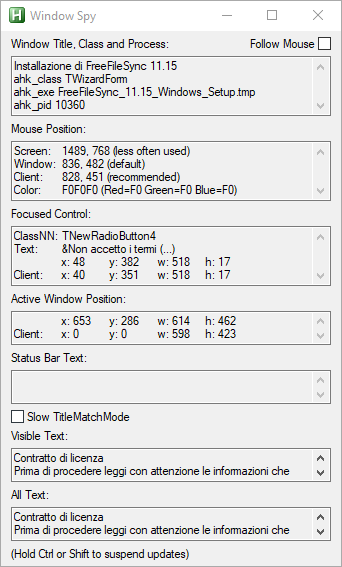 Window Spy
Window Title, Class and Process: Follow Mouse
Installazione di FreeFileSync 11.15
ahk_class TWizardForm
ahk_exe FreeFileSync_11.15_Windows_Setup.tmp
ahk_pid 10360
Mouse Position:
Screen: 1489, 768 (less often used)
Window: 836, 482 (default)
Client: 828, 451 (recommended)
Color: F0F0F0 (Red=F0 Green=F0 Blue=F0)
Focused Control:
ClassNN: TNewRadioButton4
Text: &Non accetto i termi (...)
x: 48 y: 382 w: 518 h: 17
Client: x: 40 y: 351 w: 518 h: 17
Active Window Position:
x: 653 y: 286 w: 614 h: 462
Client: x: 0 y: 0 w: 598 h: 423
Status Bar Text:
Slow TitleMatchMode
Visible Text:
Contratto di licenza
Prima di procedere leggi con attenzione le informazioni che
All Text:
Contratto di licenza
Prima di procedere leggi con attenzione le informazioni che
(Hold Ctrl or Shift to suspend updates)